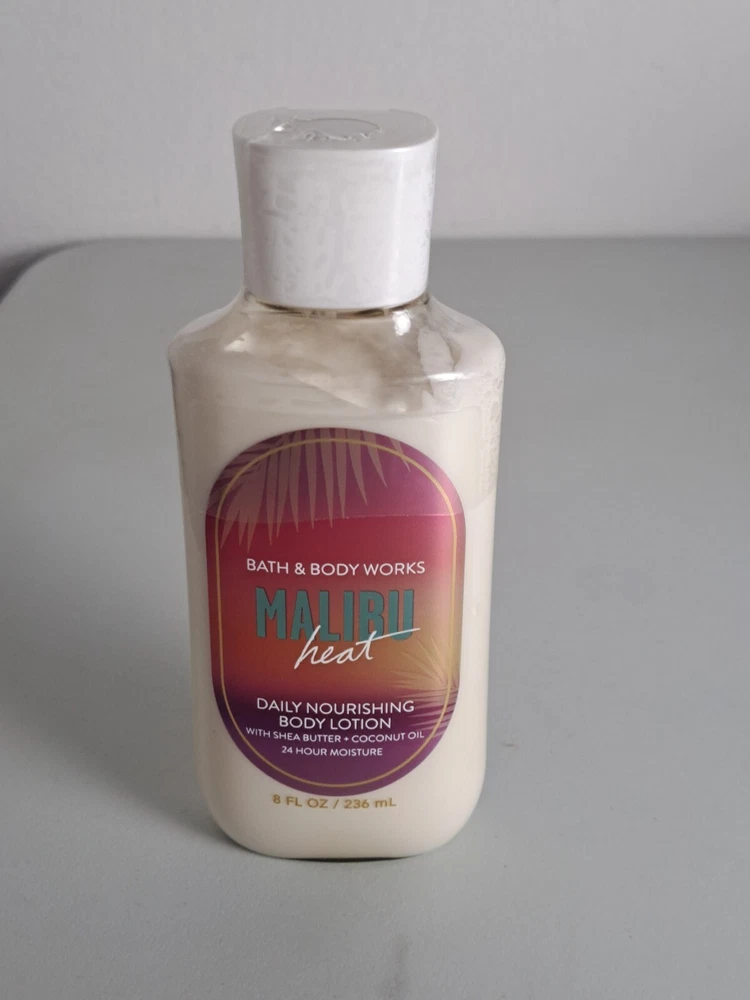 BATH & BODY WORKS
MALIBU
heat
DAILY NOURISHING
BODY LOTION
WITH SHEA BUTTER + COCONUT OIL
24 HOUR MOISTURE
8 FL OZ / 236 mL